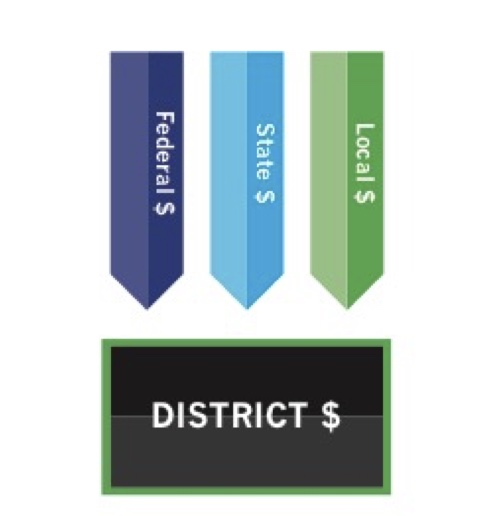 Federal $
State $
Local $
DISTRICT $